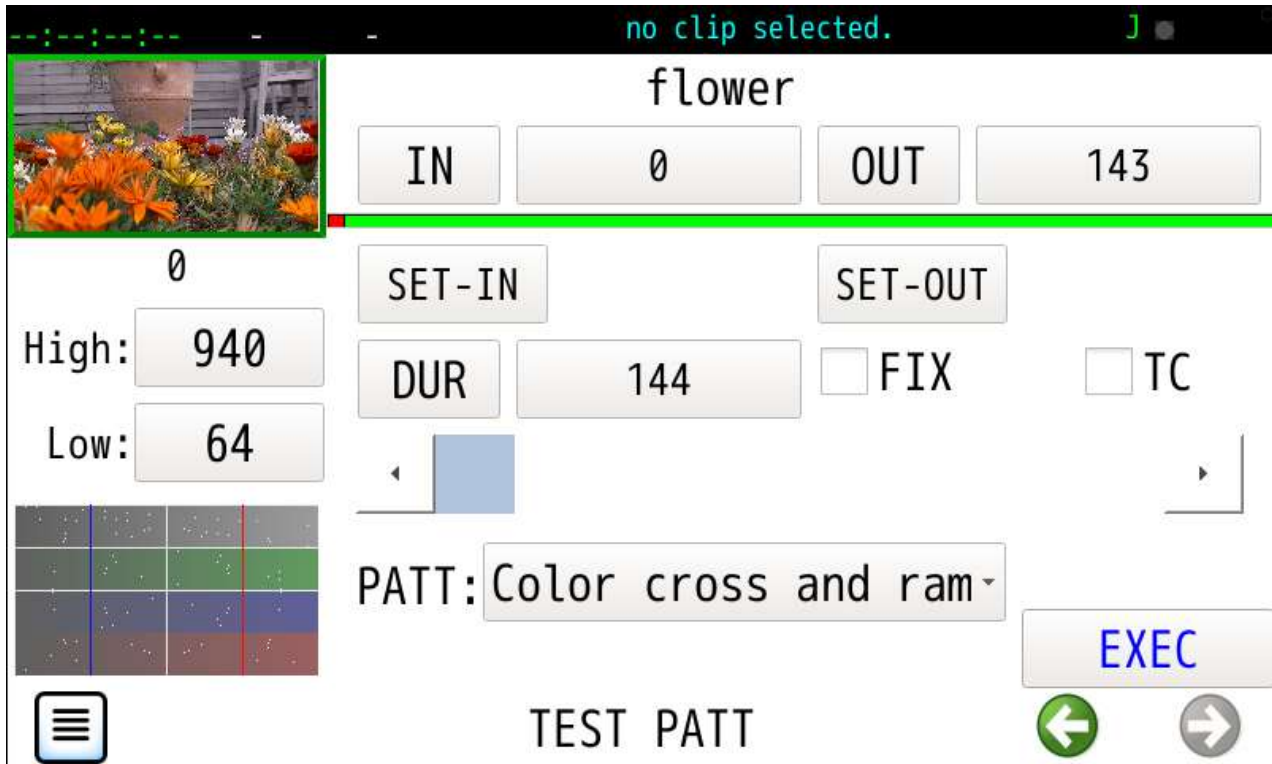 --:--:--:-- - - no clip selected. J
flower
IN 0 OUT 143
0
SET-IN SET-OUT
High: 940
DUR 144 FIX TC
Low: 64
PATT: Color cross and ram
EXEC
TEST PATT